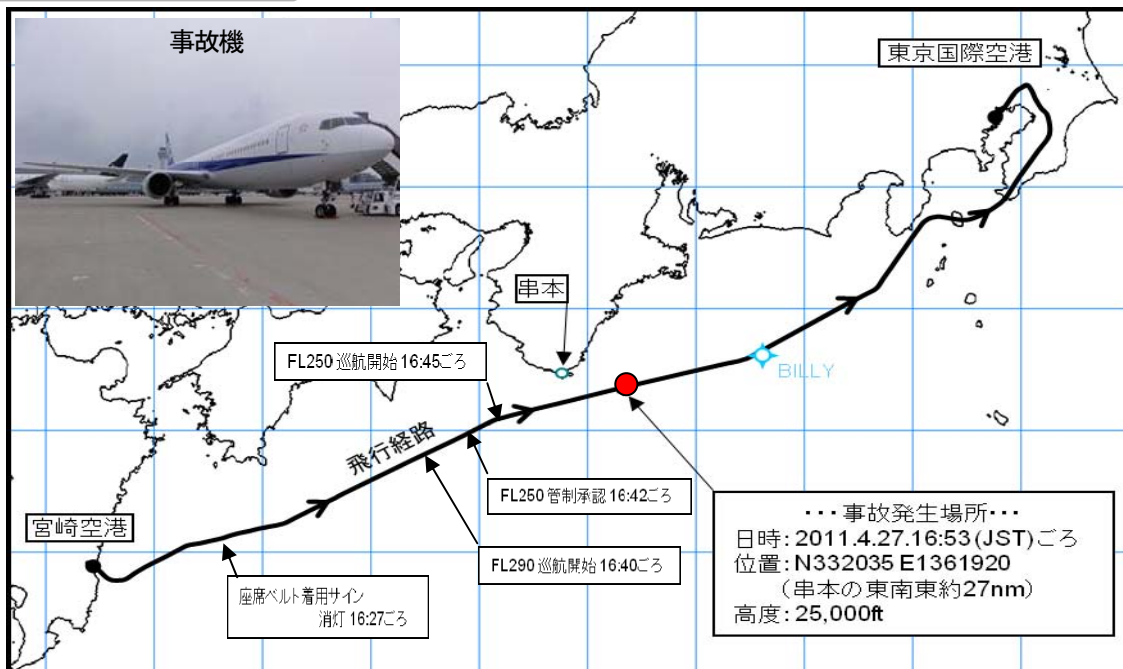 事故機
東京国際空港
串本
FL250 巡航開始 16:45ごろ
BILLY
飛行経路
FL250 管制承認 16:42ごろ
宮崎空港
FL290 巡航開始 16:40ごろ
座席ベルト着用サイン
消灯 16:27ごろ
･･･事故発生場所･･･
日時: 2011.4.27.16:53 (JST)ごろ
位置: N332035 E1361920
(串本の東南東約27nm)
高度: 25,000ft